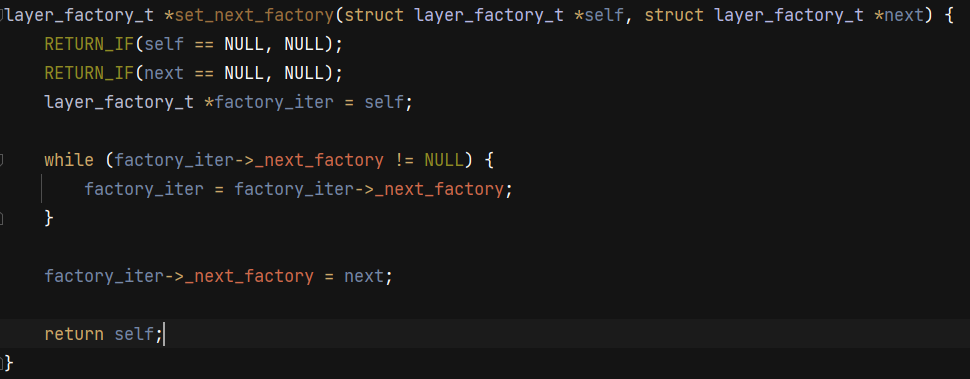 layer_factory_t *set_next_factory(struct layer_factory_t *self, struct layer_factory_t *next) {
    RETURN_IF(self == NULL, NULL);
    RETURN_IF(next == NULL, NULL);
    layer_factory_t *factory_iter = self;

    while (factory_iter->_next_factory != NULL) {
        factory_iter = factory_iter->_next_factory;
    }

    factory_iter->_next_factory = next;

    return self;
}